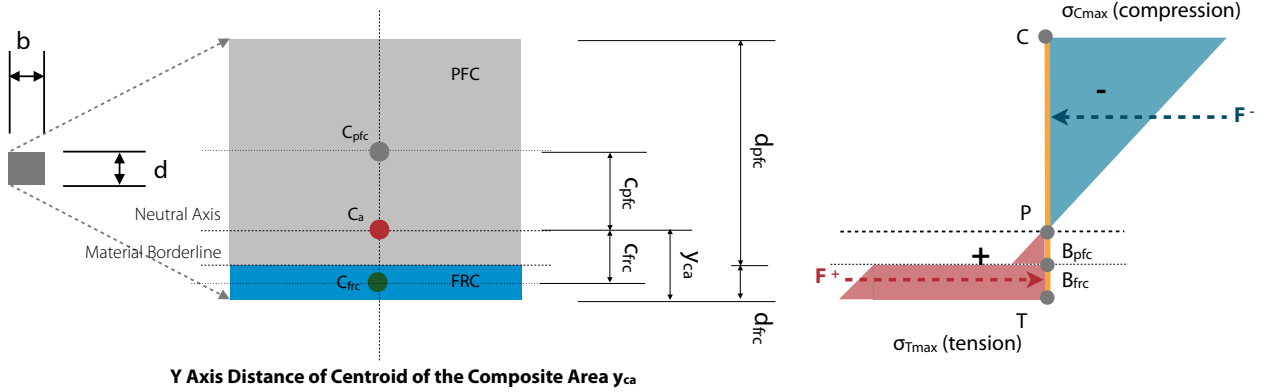 b
d
PFC
Cpfc
Neutral Axis
Ca
Material Borderline
Cfrc
FRC
cpfc
cfrc
yca
dpfc
dfrc
Y Axis Distance of Centroid of the Composite Area yca
σCmax (compression)
C
-
F -
P
+
Bpfc
F +
Bfrc
T
σTmax (tension)